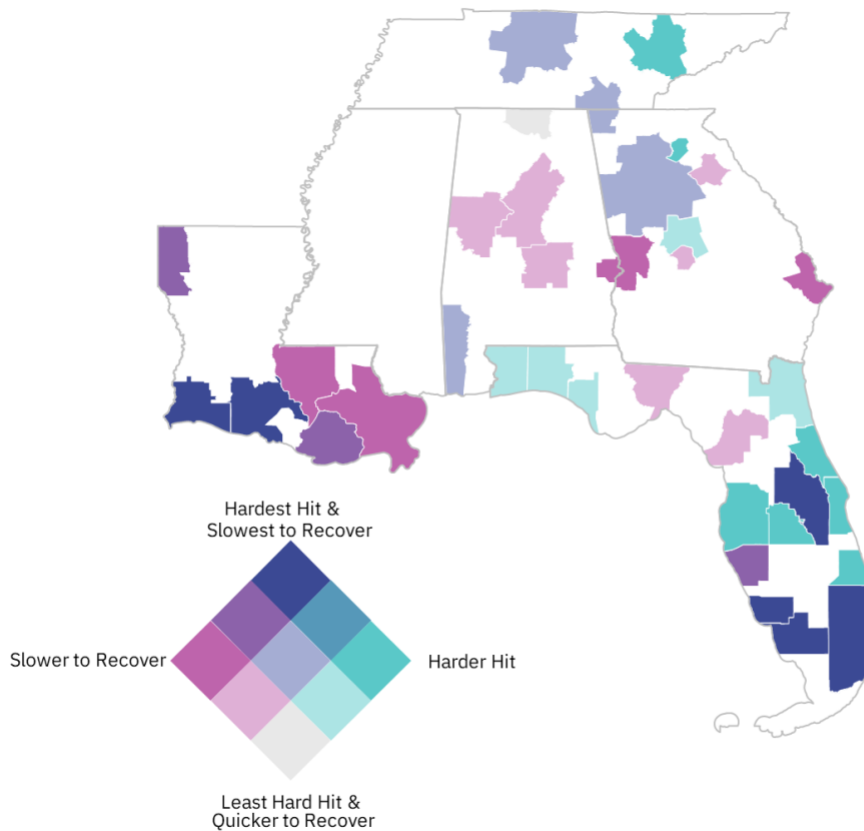 Hardest Hit &
Slowest to Recover
Slower to Recover
Harder Hit
Least Hard Hit &
Quicker to Recover